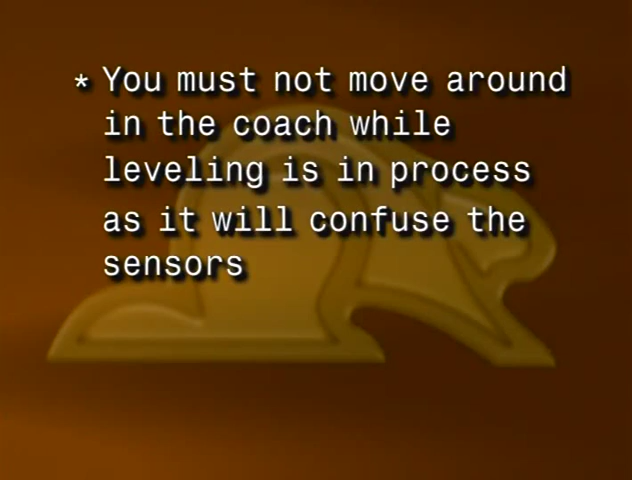 * You must not move around
in the coach while
leveling is in process
as it will confuse the
sensors